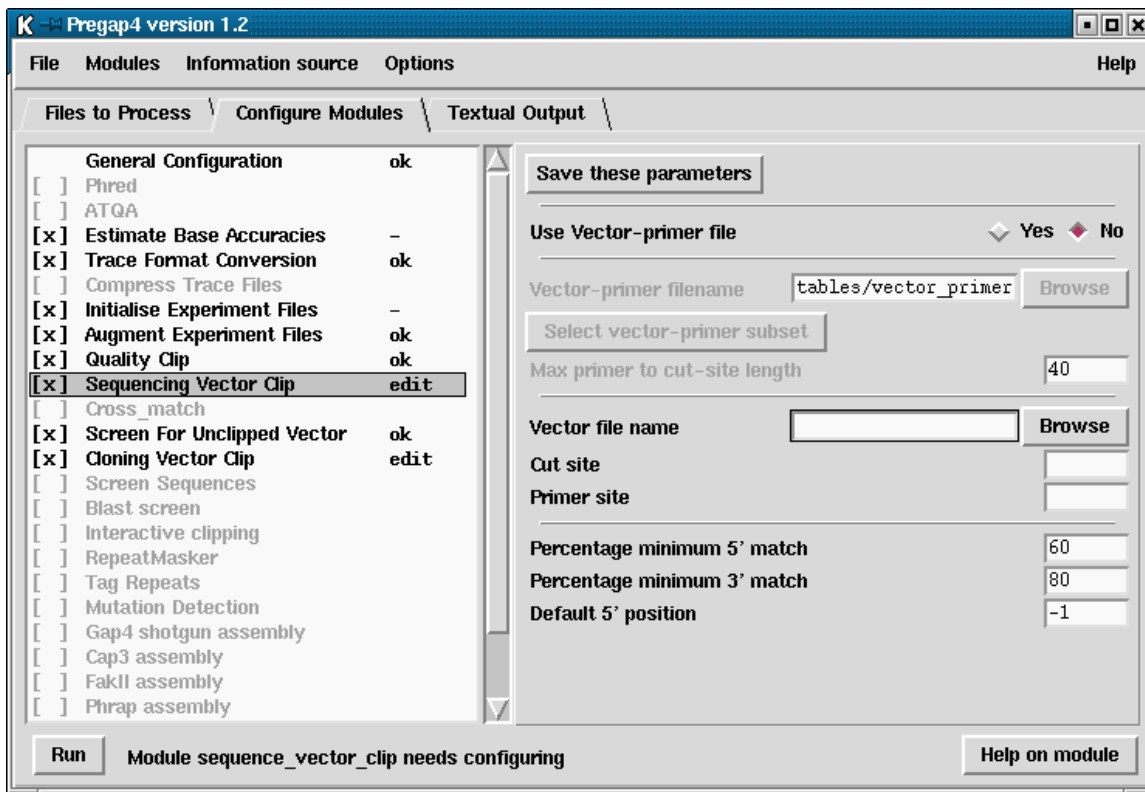 Pregap4 version 1.2
File Modules Information source Options Help
Files to Process Configure Modules Textual Output
General Configuration ok
[ ] Phred
[ ] ATQA
[x] Estimate Base Accuracies –
[x] Trace Format Conversion ok
[ ] Compress Trace Files
[x] Initialise Experiment Files –
[x] Augment Experiment Files ok
[x] Quality Clip ok
[x] Sequencing Vector Clip edit
[ ] Cross_match
[x] Screen For Unclipped Vector ok
[x] Cloning Vector Clip edit
[ ] Screen Sequences
[ ] Blast screen
[ ] Interactive clipping
[ ] RepeatMasker
[ ] Tag Repeats
[ ] Mutation Detection
[ ] Gap4 shotgun assembly
[ ] Cap3 assembly
[ ] FakII assembly
[ ] Phrap assembly
Save these parameters
Use Vector-primer file Yes No
Vector-primer filename tables/vector_primer Browse
Select vector-primer subset
Max primer to cut-site length 40
Vector file name Browse
Cut site
Primer site
Percentage minimum 5' match 60
Percentage minimum 3' match 80
Default 5' position -1
Run Module sequence_vector_clip needs configuring Help on module